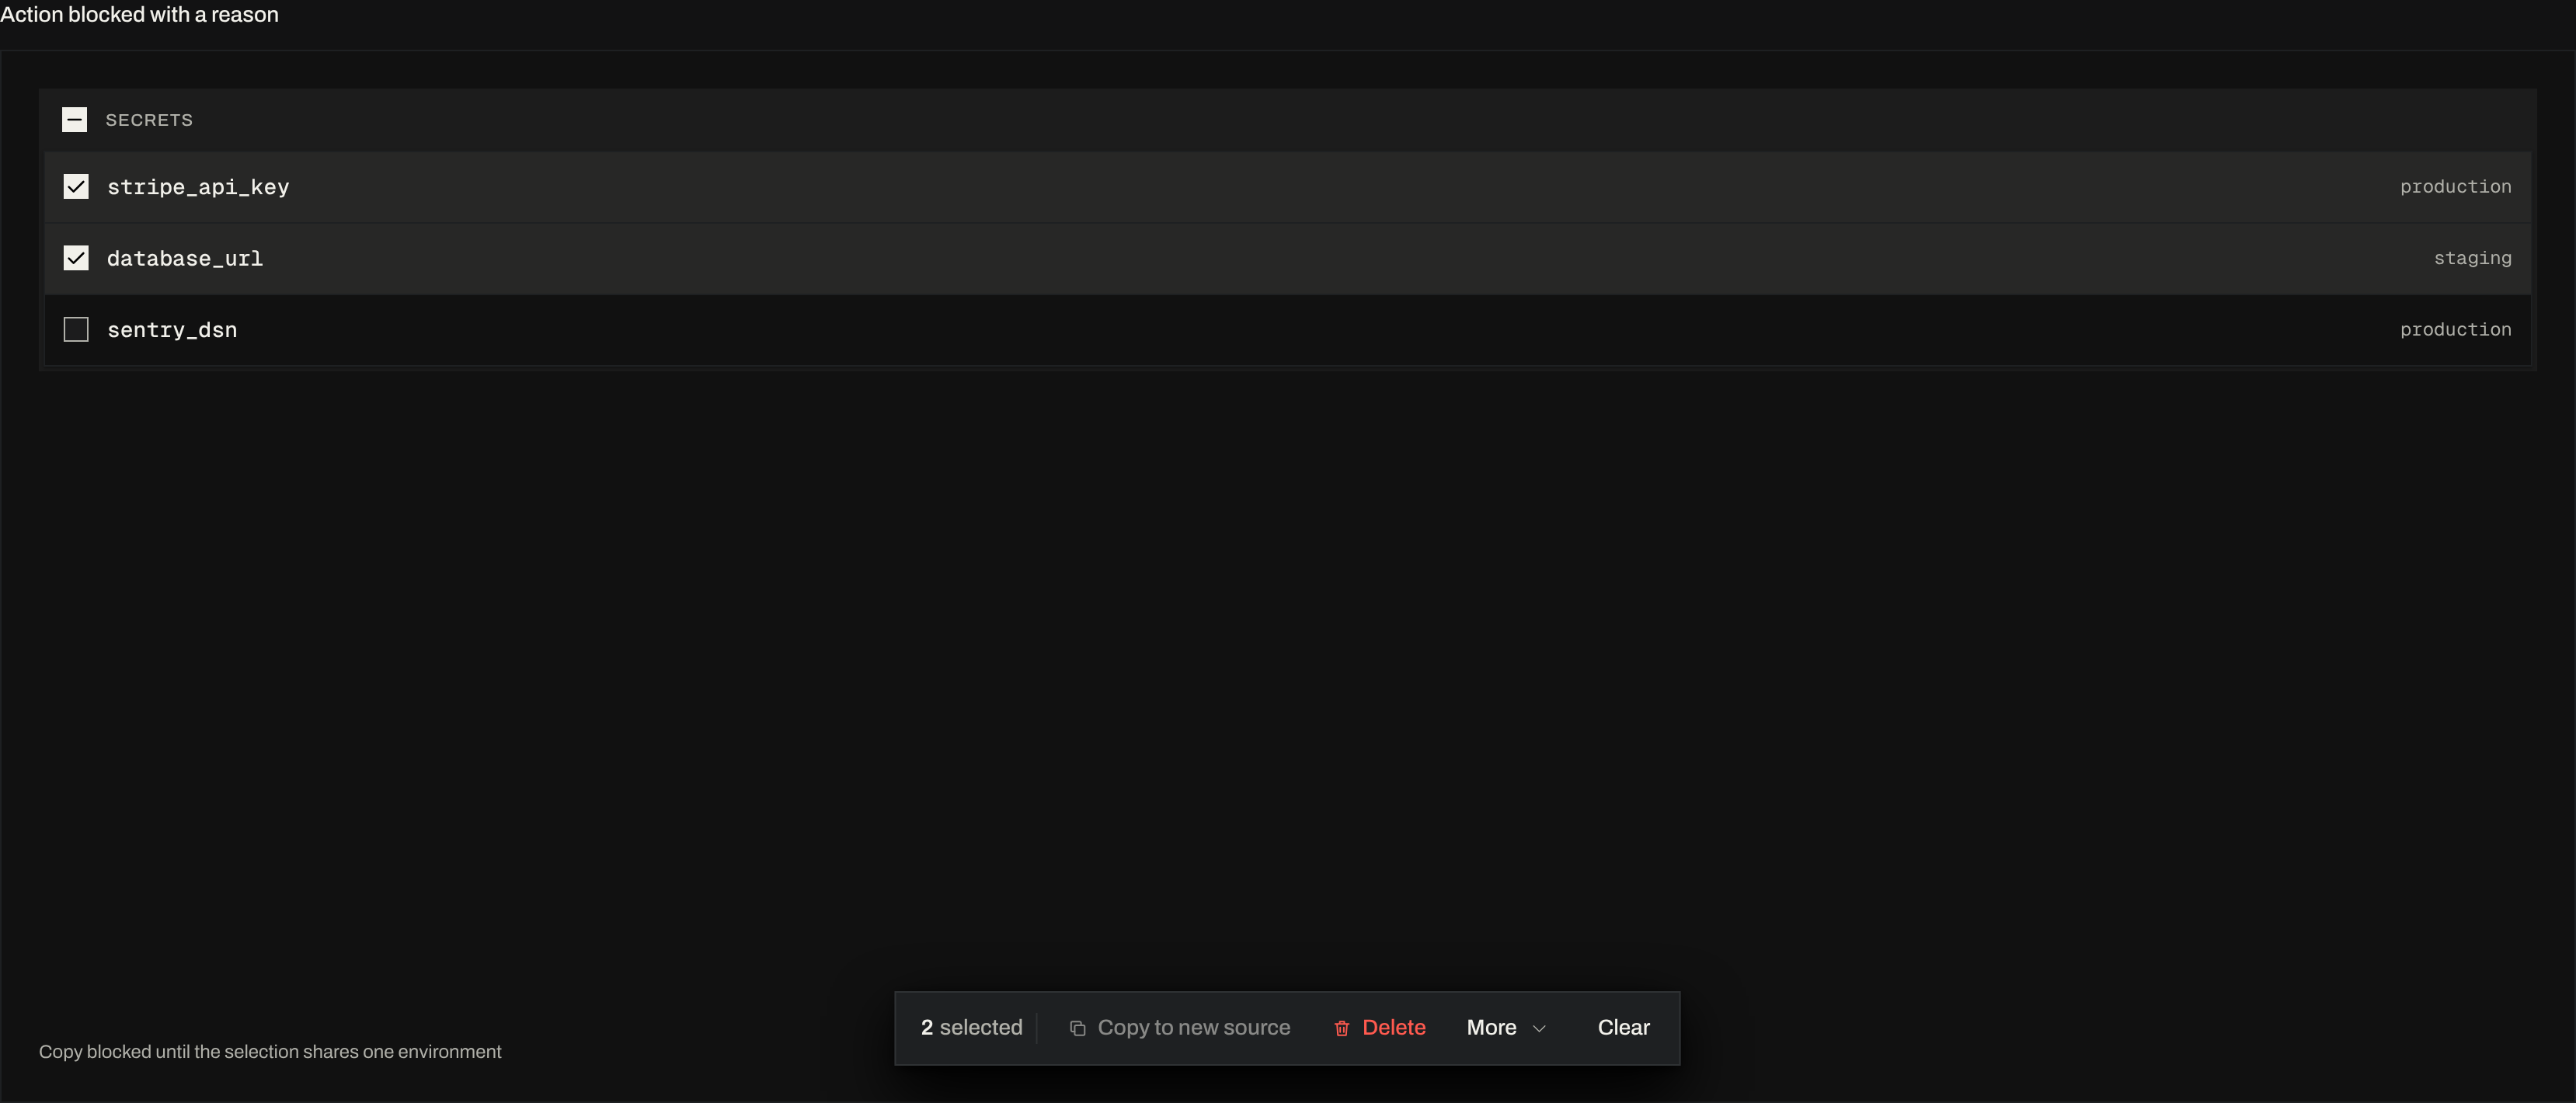 Action blocked with a reason
SECRETS
stripe_api_key production
database_url staging
sentry_dsn production
2 selected Copy to new source Delete More Clear
Copy blocked until the selection shares one environment